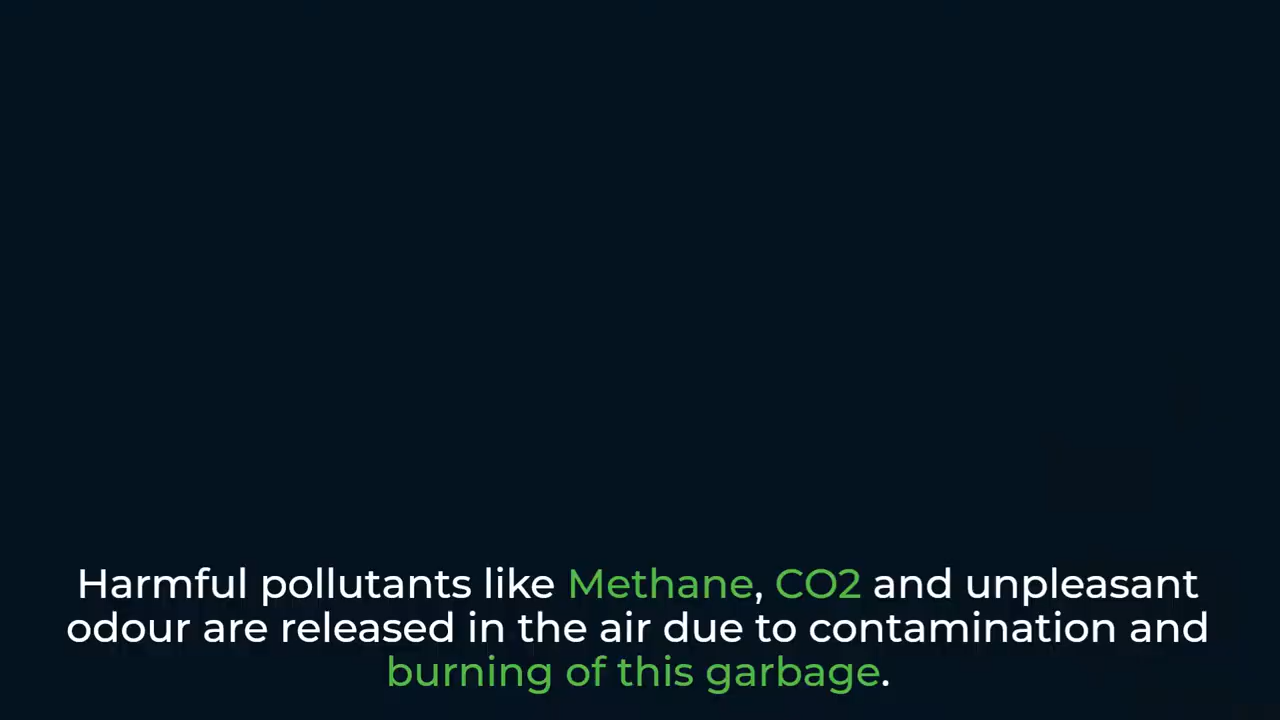 Harmful pollutants like Methane, CO2 and unpleasant
odour are released in the air due to contamination and
burning of this garbage.